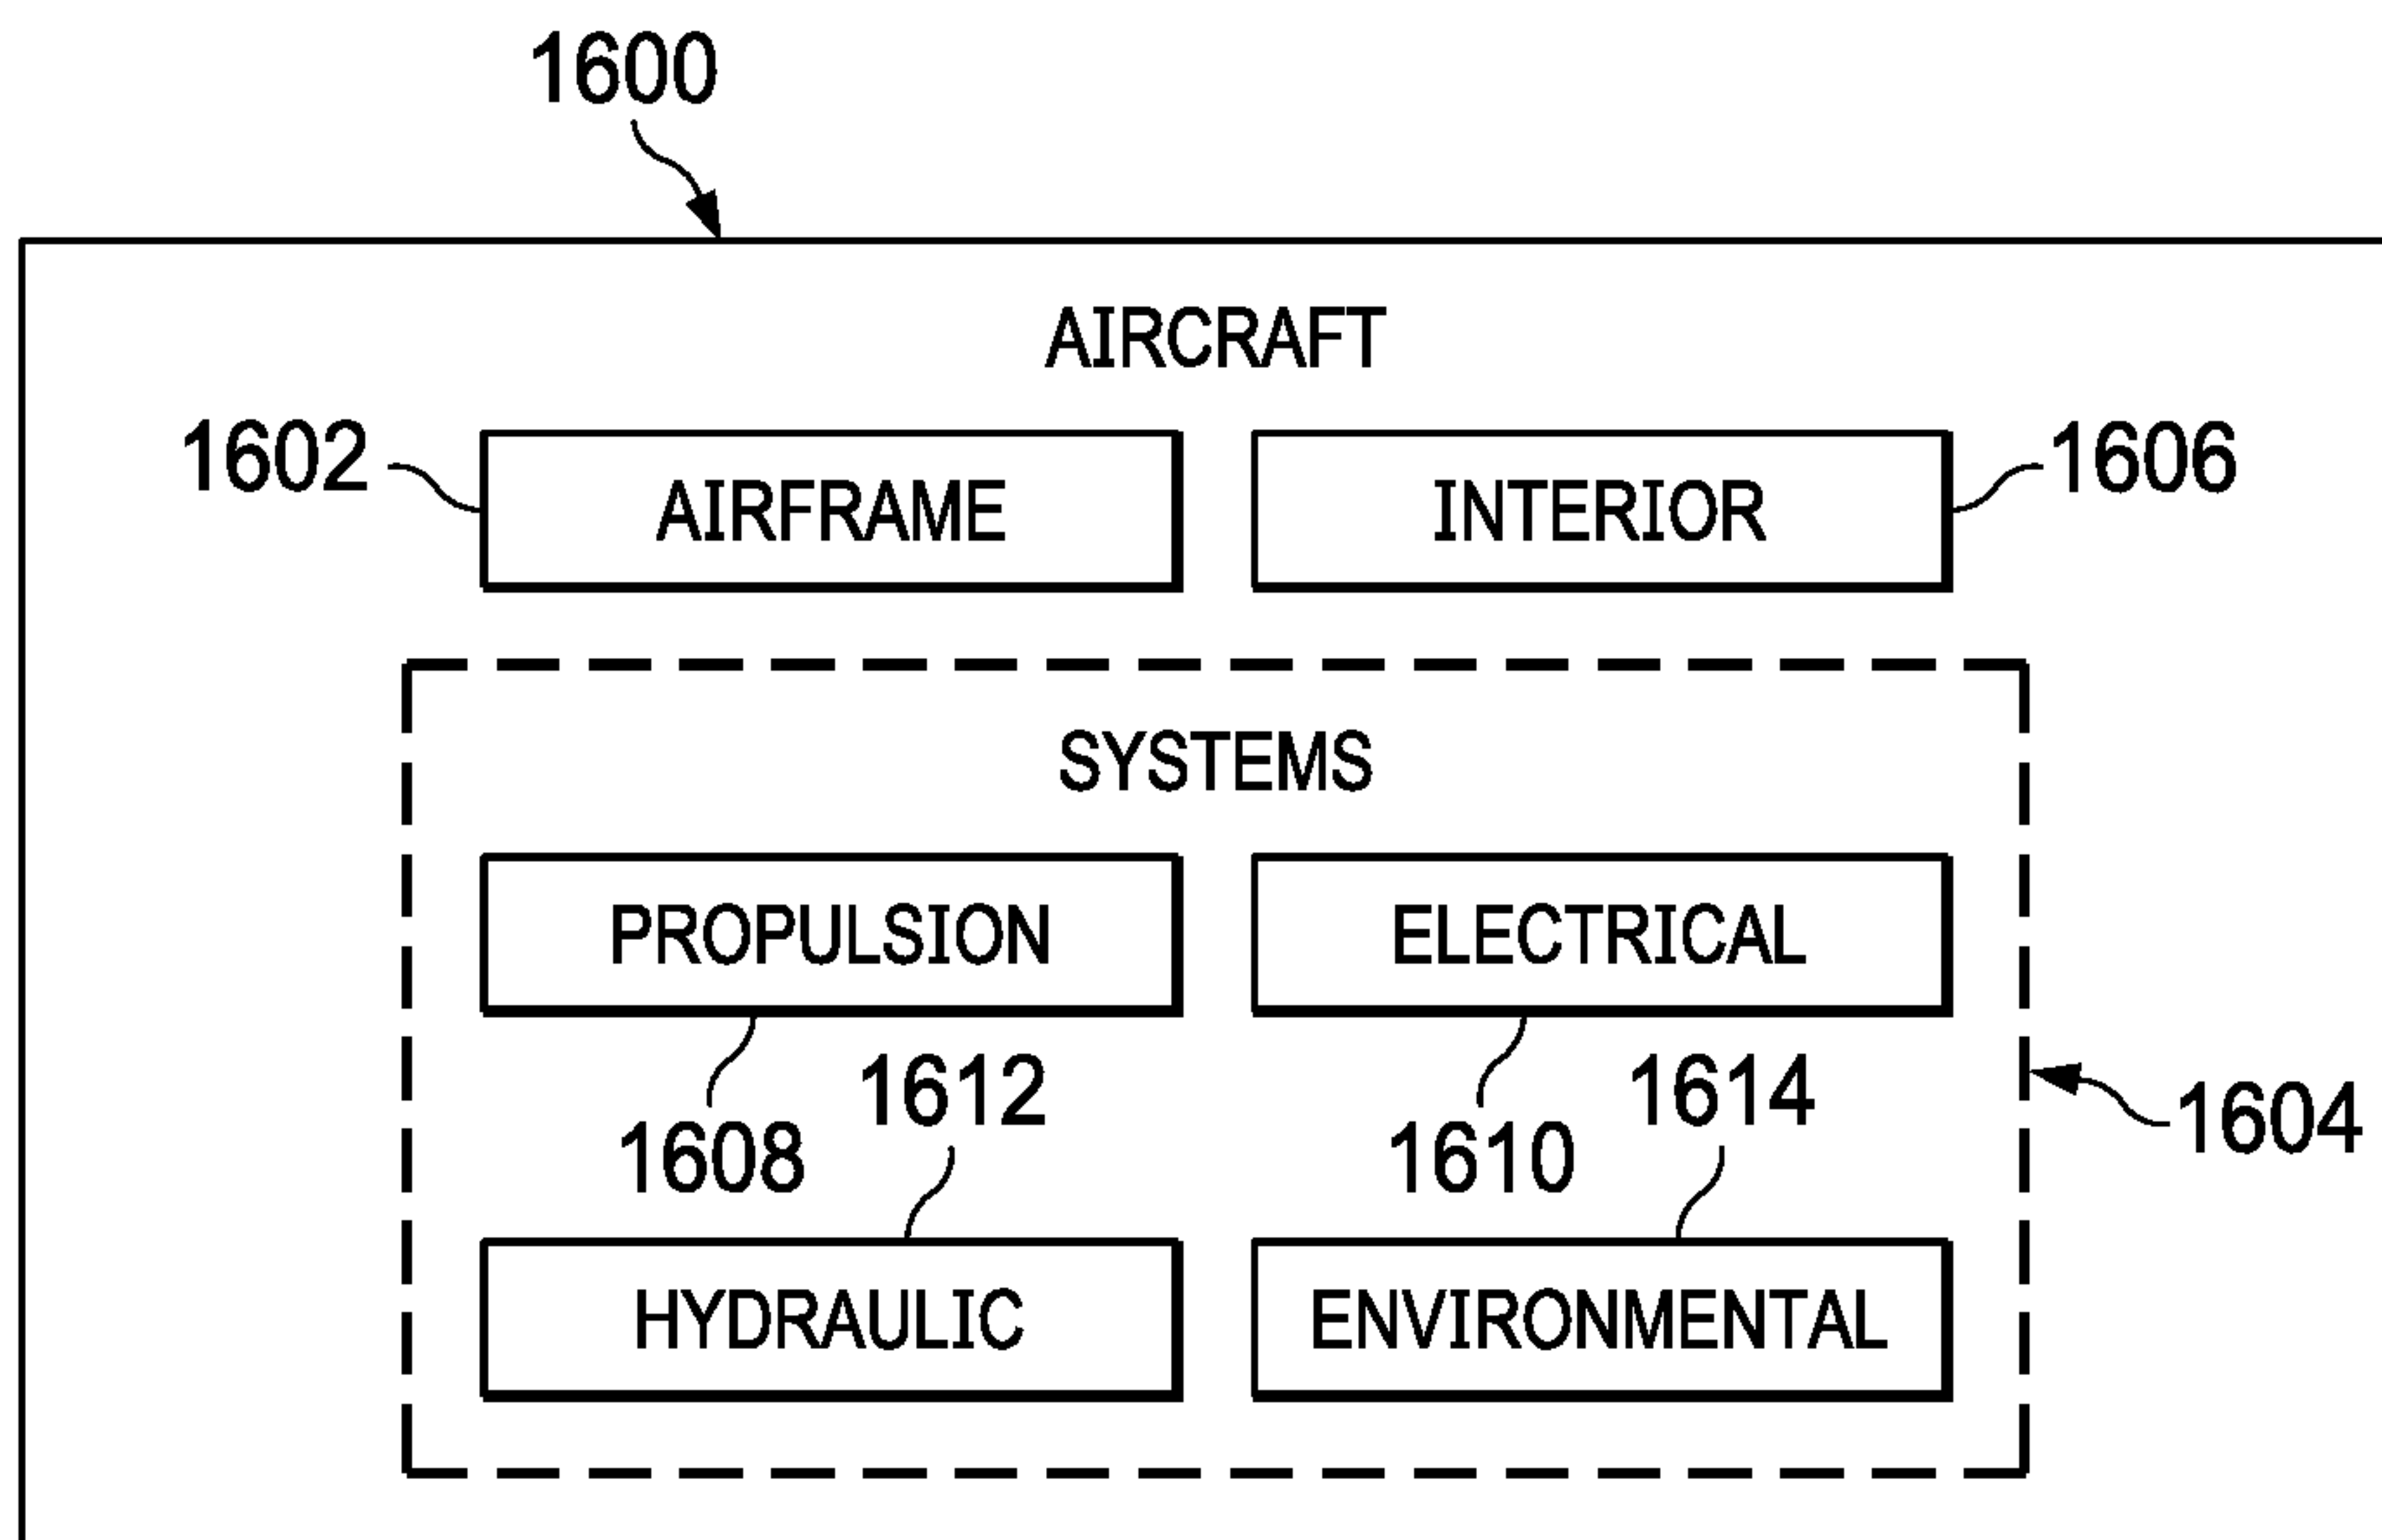 1600
AIRCRAFT
1602 AIRFRAME INTERIOR 1606
SYSTEMS
PROPULSION ELECTRICAL
1612 1614
1608 1610 1604
HYDRAULIC ENVIRONMENTAL